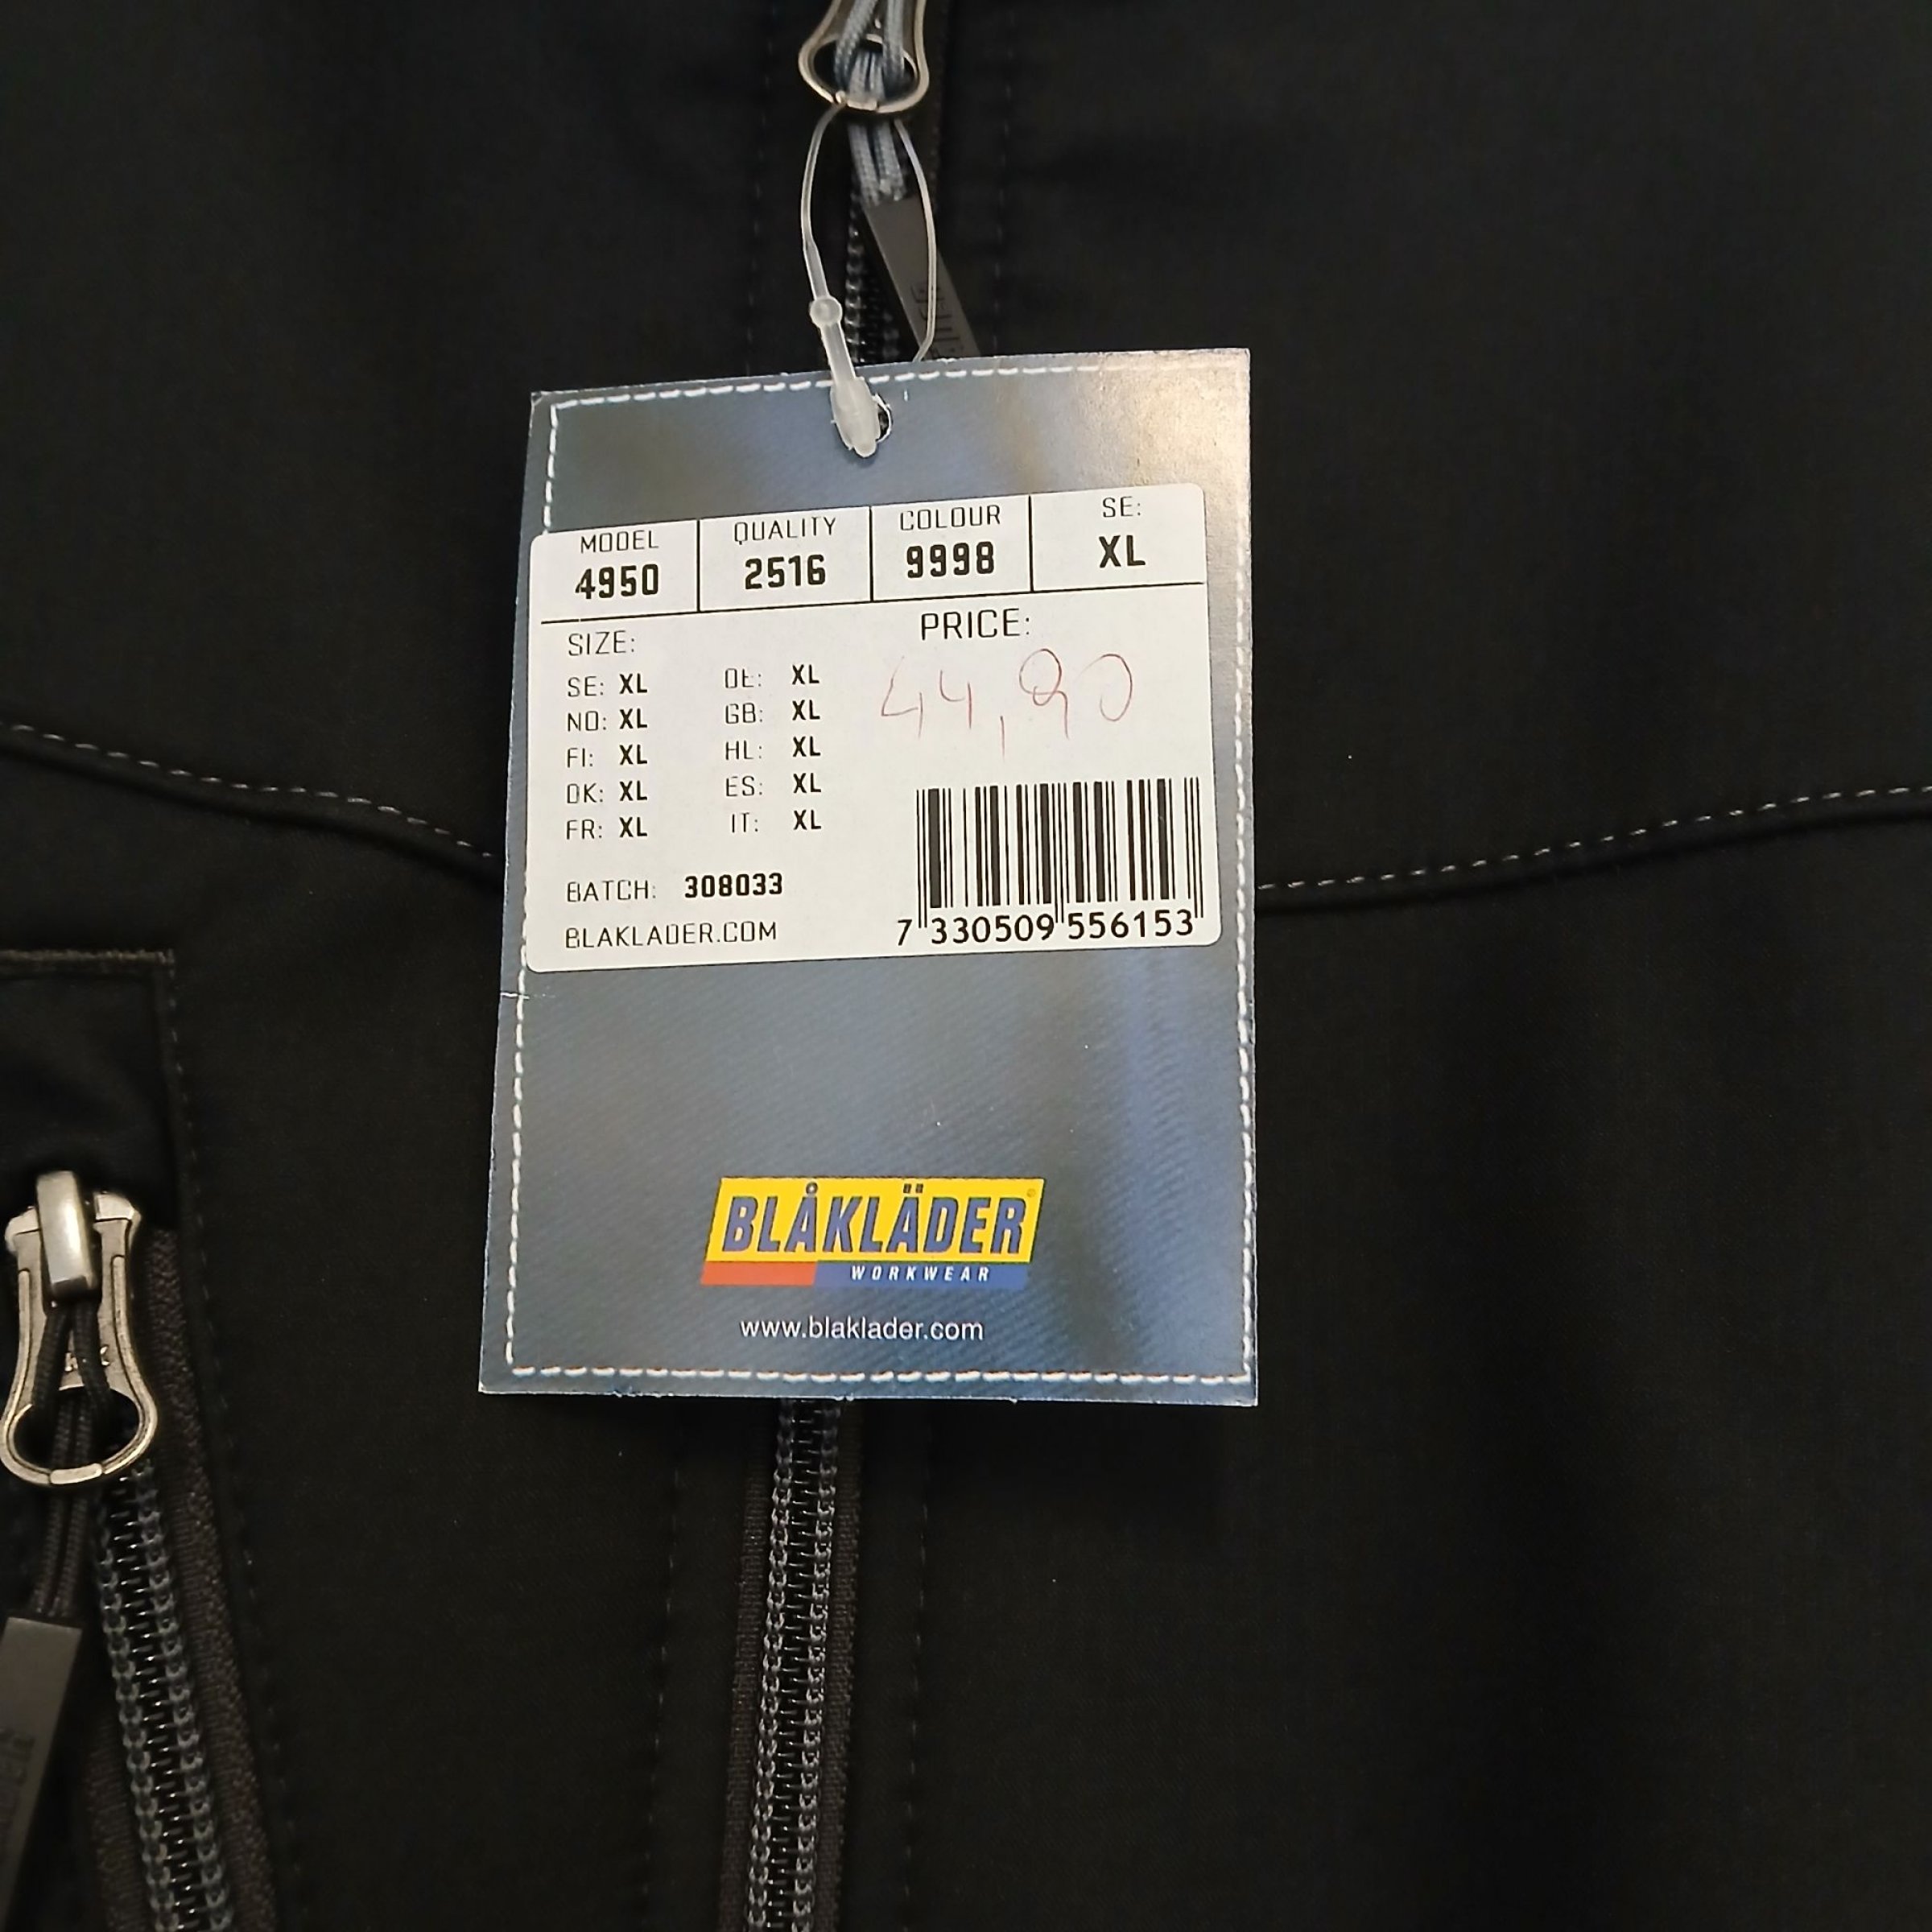 MODEL QUALITY COLOUR SE:
4950 2516 9998 XL
SIZE: PRICE:
SE: XL DE: XL 44,90
NO: XL GB: XL
FI: XL HL: XL
DK: XL ES: XL
FR: XL IT: XL
BATCH: 308033
BLAKLADER.COM 7 330509 556153
BLÅKLÄDER
WORKWEAR
www.blaklader.com